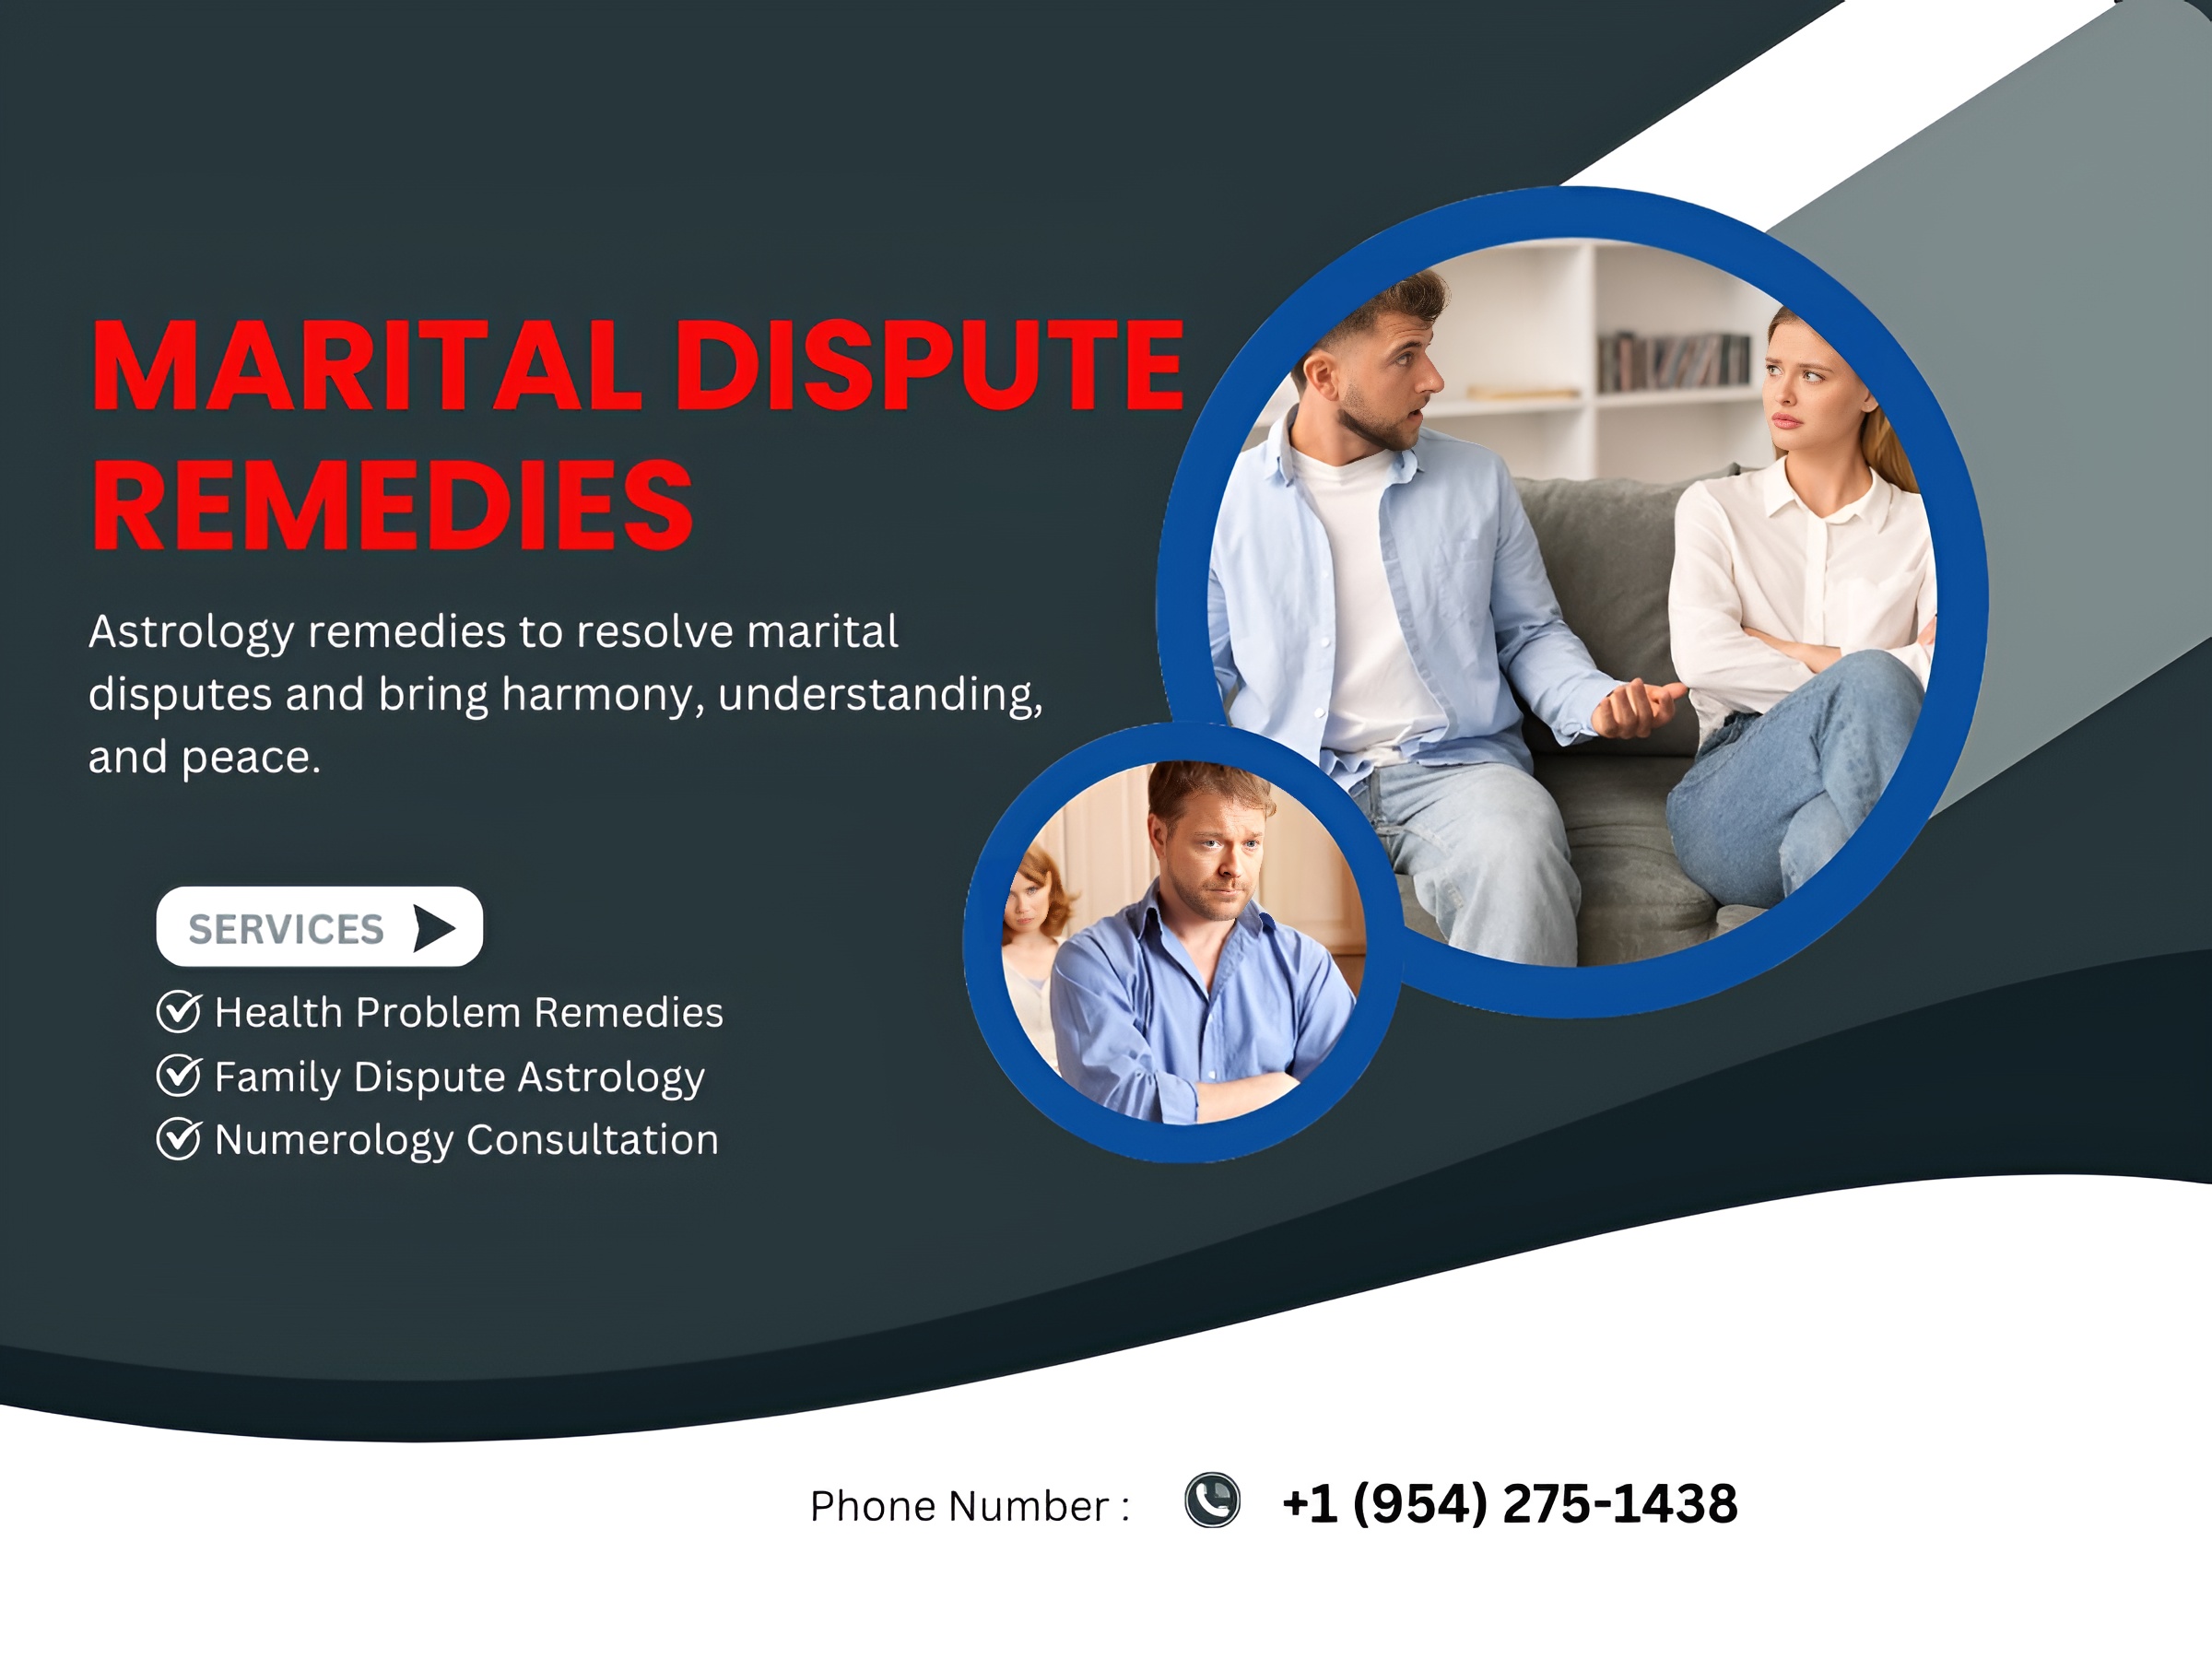 MARITAL DISPUTE
REMEDIES
Astrology remedies to resolve marital
disputes and bring harmony, understanding,
and peace.
SERVICES
Health Problem Remedies
Family Dispute Astrology
Numerology Consultation
Phone Number : +1 (954) 275-1438